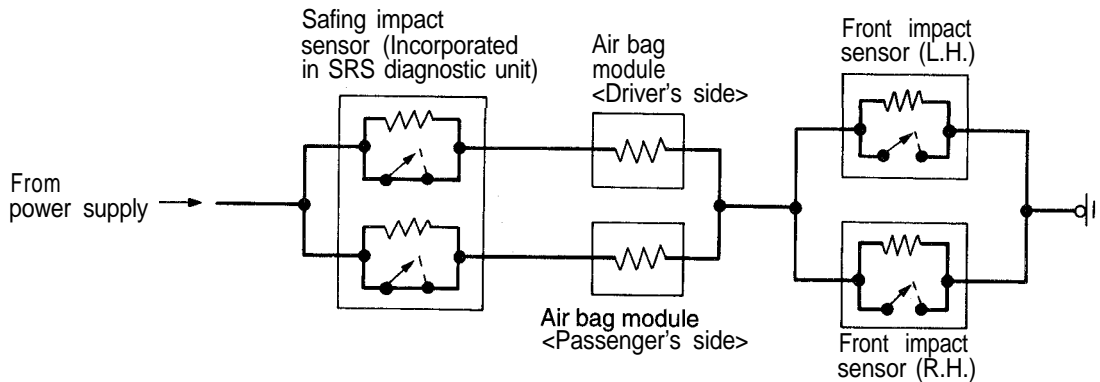 Safing impact
sensor (Incorporated
in SRS diagnostic unit)
Air bag
module
<Driver's side>
Front impact
sensor (L.H.)
From
power supply
Air bag module
<Passenger's side>
Front impact
sensor (R.H.)